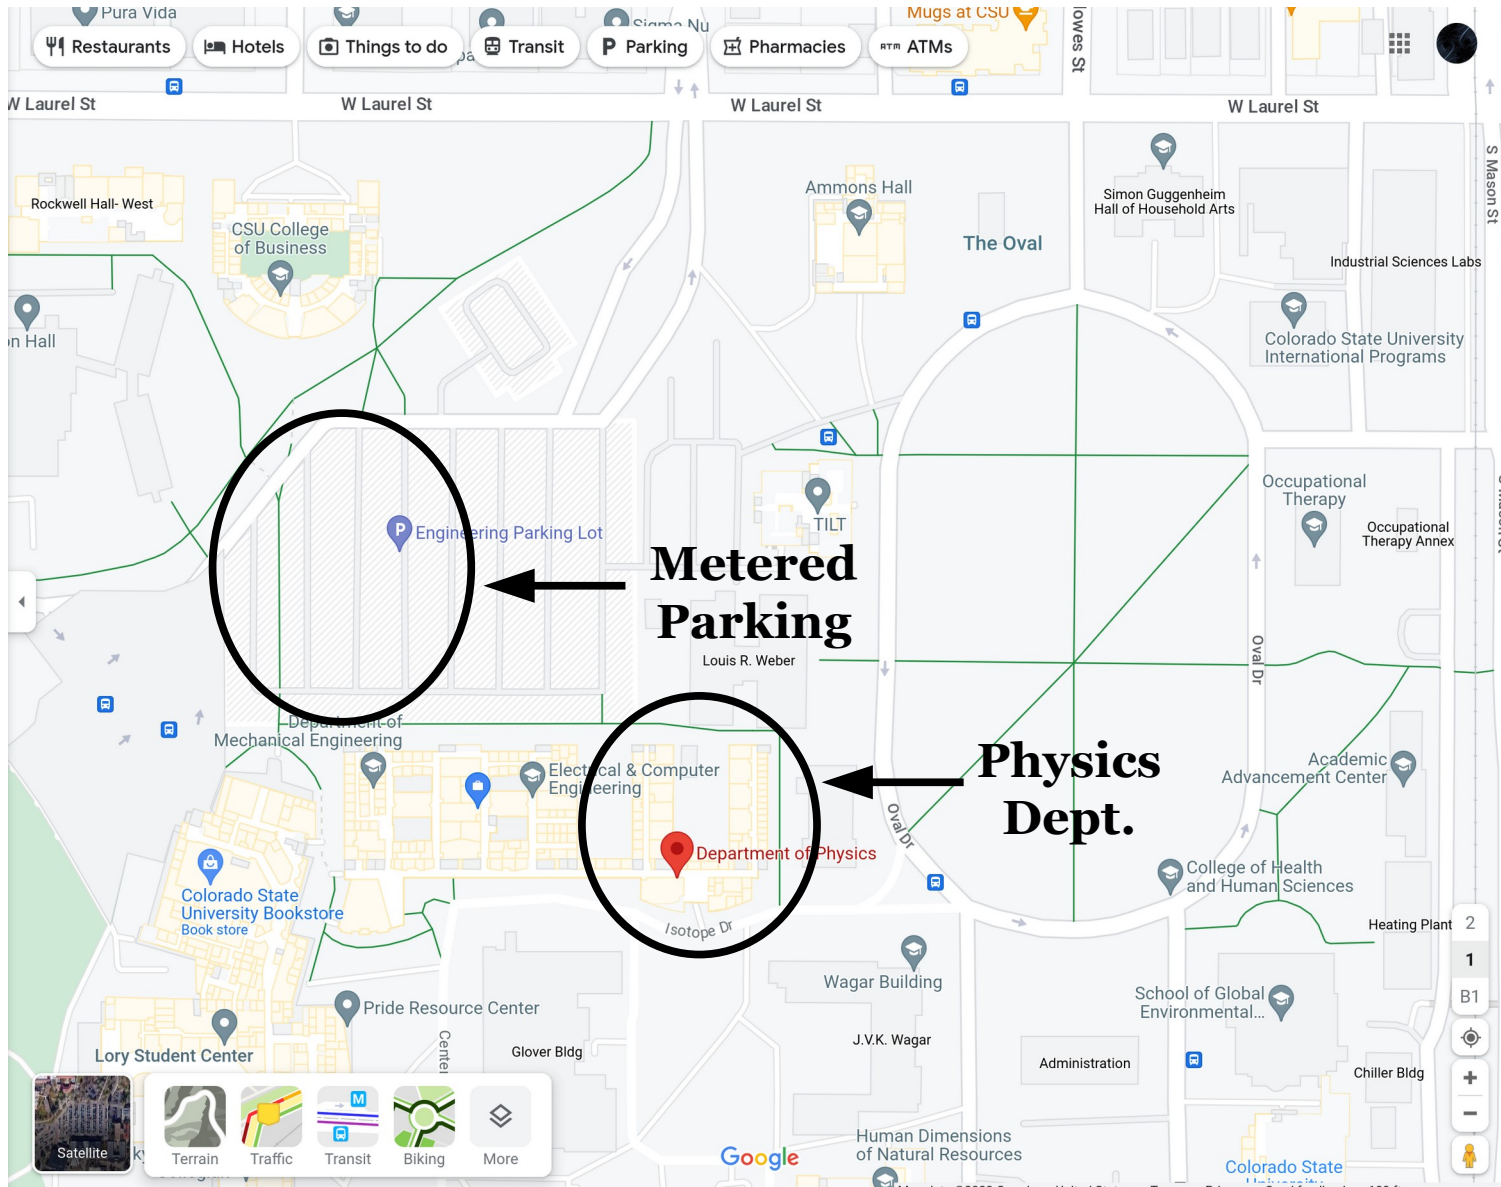 Pura Vida
Sigma Nu
Mugs at CSU
Restaurants
Hotels
Things to do
Transit
Parking
Pharmacies
ATM ATMs
W Laurel St
W Laurel St
W Laurel St
W Laurel St
S Mason St
Rockwell Hall- West
CSU College
of Business
Ammons Hall
The Oval
Simon Guggenheim
Hall of Household Arts
Industrial Sciences Labs
on Hall
Colorado State University
International Programs
P
Engineering Parking Lot
TILT
Occupational
Therapy
Occupational
Therapy Annex
Metered
Parking
Louis R. Weber
Oval Dr
Department of
Mechanical Engineering
Electrical & Computer
Engineering
Physics
Dept.
Academic
Advancement Center
Oval Dr
Department of Physics
Colorado State
University Bookstore
Book store
College of Health
and Human Sciences
Isotope Dr
Heating Plant
2
1
B1
Wagar Building
Pride Resource Center
School of Global
Environmental...
Lory Student Center
Center
Glover Bldg
J.V.K. Wagar
Administration
Chiller Bldg
Satellite
Terrain
Traffic
M
Transit
Biking
More
Google
Human Dimensions
of Natural Resources
Colorado State